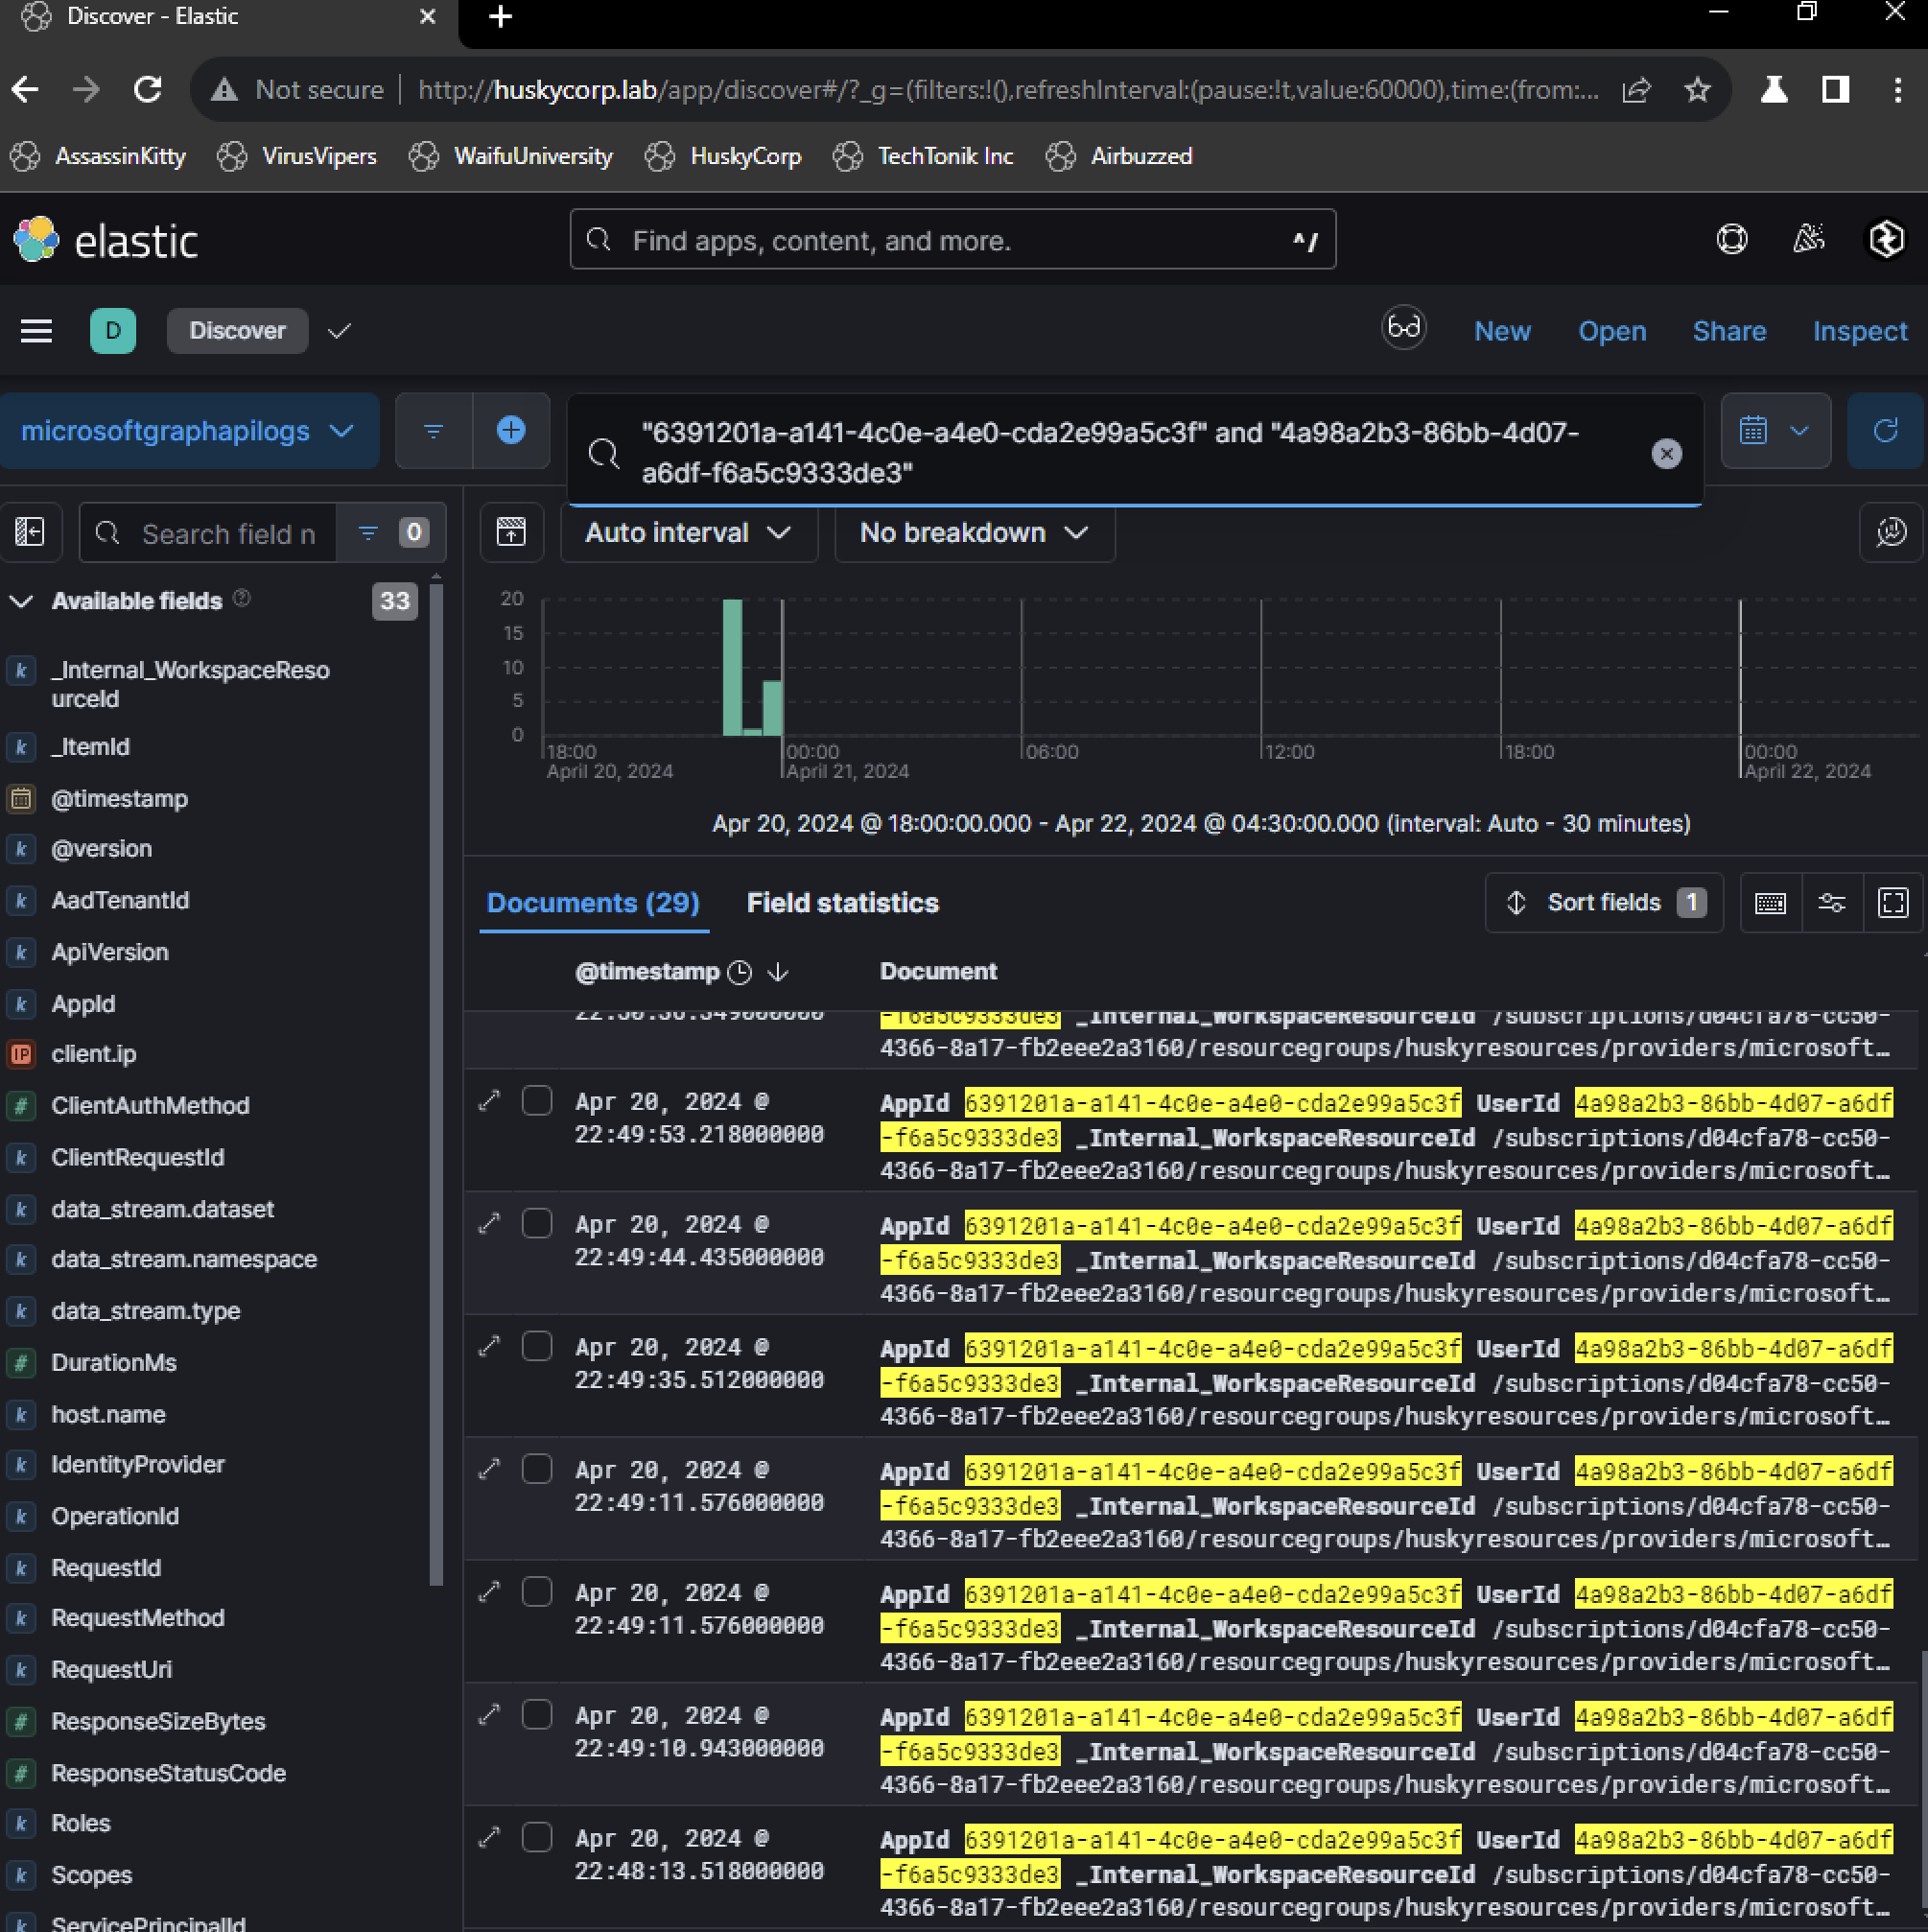 Discover - Elastic
Not secure
http://huskycorp.lab/app/discover#/?_g=(filters:!(),refreshInterval:(pause:!t,value:60000),time:(from:...
AssassinKitty
VirusVipers
WaifuUniversity
HuskyCorp
TechTonik Inc
Airbuzzed
elastic
Find apps, content, and more.
^/
D
Discover
New
Open
Share
Inspect
microsoftgraphapilogs
"6391201a-a141-4c0e-a4e0-cda2e99a5c3f" and "4a98a2b3-86bb-4d07-
a6df-f6a5c9333de3"
Search field n
0
Auto interval
No breakdown
Available fields
33
k _Internal_WorkspaceReso
urceId
k _ItemId
@timestamp
k @version
k AadTenantId
k ApiVersion
k AppId
IP client.ip
# ClientAuthMethod
k ClientRequestId
k data_stream.dataset
k data_stream.namespace
k data_stream.type
# DurationMs
k host.name
k IdentityProvider
k OperationId
k RequestId
k RequestMethod
k RequestUri
# ResponseSizeBytes
# ResponseStatusCode
k Roles
k Scopes
k ServicePrincipalId
20
15
10
5
0
18:00
April 20, 2024
00:00
April 21, 2024
06:00
12:00
18:00
00:00
April 22, 2024
Apr 20, 2024 @ 18:00:00.000 - Apr 22, 2024 @ 04:30:00.000 (interval: Auto - 30 minutes)
Documents (29)
Field statistics
Sort fields 1
@timestamp
Document
-f6a5c9333de3 _Internal_WorkspaceResourceId /subscriptions/d04cfa78-cc50-
4366-8a17-fb2eee2a3160/resourcegroups/huskyresources/providers/microsoft…
Apr 20, 2024 @
22:49:53.218000000
AppId 6391201a-a141-4c0e-a4e0-cda2e99a5c3f UserId 4a98a2b3-86bb-4d07-a6df
-f6a5c9333de3 _Internal_WorkspaceResourceId /subscriptions/d04cfa78-cc50-
4366-8a17-fb2eee2a3160/resourcegroups/huskyresources/providers/microsoft…
Apr 20, 2024 @
22:49:44.435000000
AppId 6391201a-a141-4c0e-a4e0-cda2e99a5c3f UserId 4a98a2b3-86bb-4d07-a6df
-f6a5c9333de3 _Internal_WorkspaceResourceId /subscriptions/d04cfa78-cc50-
4366-8a17-fb2eee2a3160/resourcegroups/huskyresources/providers/microsoft…
Apr 20, 2024 @
22:49:35.512000000
AppId 6391201a-a141-4c0e-a4e0-cda2e99a5c3f UserId 4a98a2b3-86bb-4d07-a6df
-f6a5c9333de3 _Internal_WorkspaceResourceId /subscriptions/d04cfa78-cc50-
4366-8a17-fb2eee2a3160/resourcegroups/huskyresources/providers/microsoft…
Apr 20, 2024 @
22:49:11.576000000
AppId 6391201a-a141-4c0e-a4e0-cda2e99a5c3f UserId 4a98a2b3-86bb-4d07-a6df
-f6a5c9333de3 _Internal_WorkspaceResourceId /subscriptions/d04cfa78-cc50-
4366-8a17-fb2eee2a3160/resourcegroups/huskyresources/providers/microsoft…
Apr 20, 2024 @
22:49:11.576000000
AppId 6391201a-a141-4c0e-a4e0-cda2e99a5c3f UserId 4a98a2b3-86bb-4d07-a6df
-f6a5c9333de3 _Internal_WorkspaceResourceId /subscriptions/d04cfa78-cc50-
4366-8a17-fb2eee2a3160/resourcegroups/huskyresources/providers/microsoft…
Apr 20, 2024 @
22:49:10.943000000
AppId 6391201a-a141-4c0e-a4e0-cda2e99a5c3f UserId 4a98a2b3-86bb-4d07-a6df
-f6a5c9333de3 _Internal_WorkspaceResourceId /subscriptions/d04cfa78-cc50-
4366-8a17-fb2eee2a3160/resourcegroups/huskyresources/providers/microsoft…
Apr 20, 2024 @
22:48:13.518000000
AppId 6391201a-a141-4c0e-a4e0-cda2e99a5c3f UserId 4a98a2b3-86bb-4d07-a6df
-f6a5c9333de3 _Internal_WorkspaceResourceId /subscriptions/d04cfa78-cc50-
4366-8a17-fb2eee2a3160/resourcegroups/huskyresources/providers/microsoft…